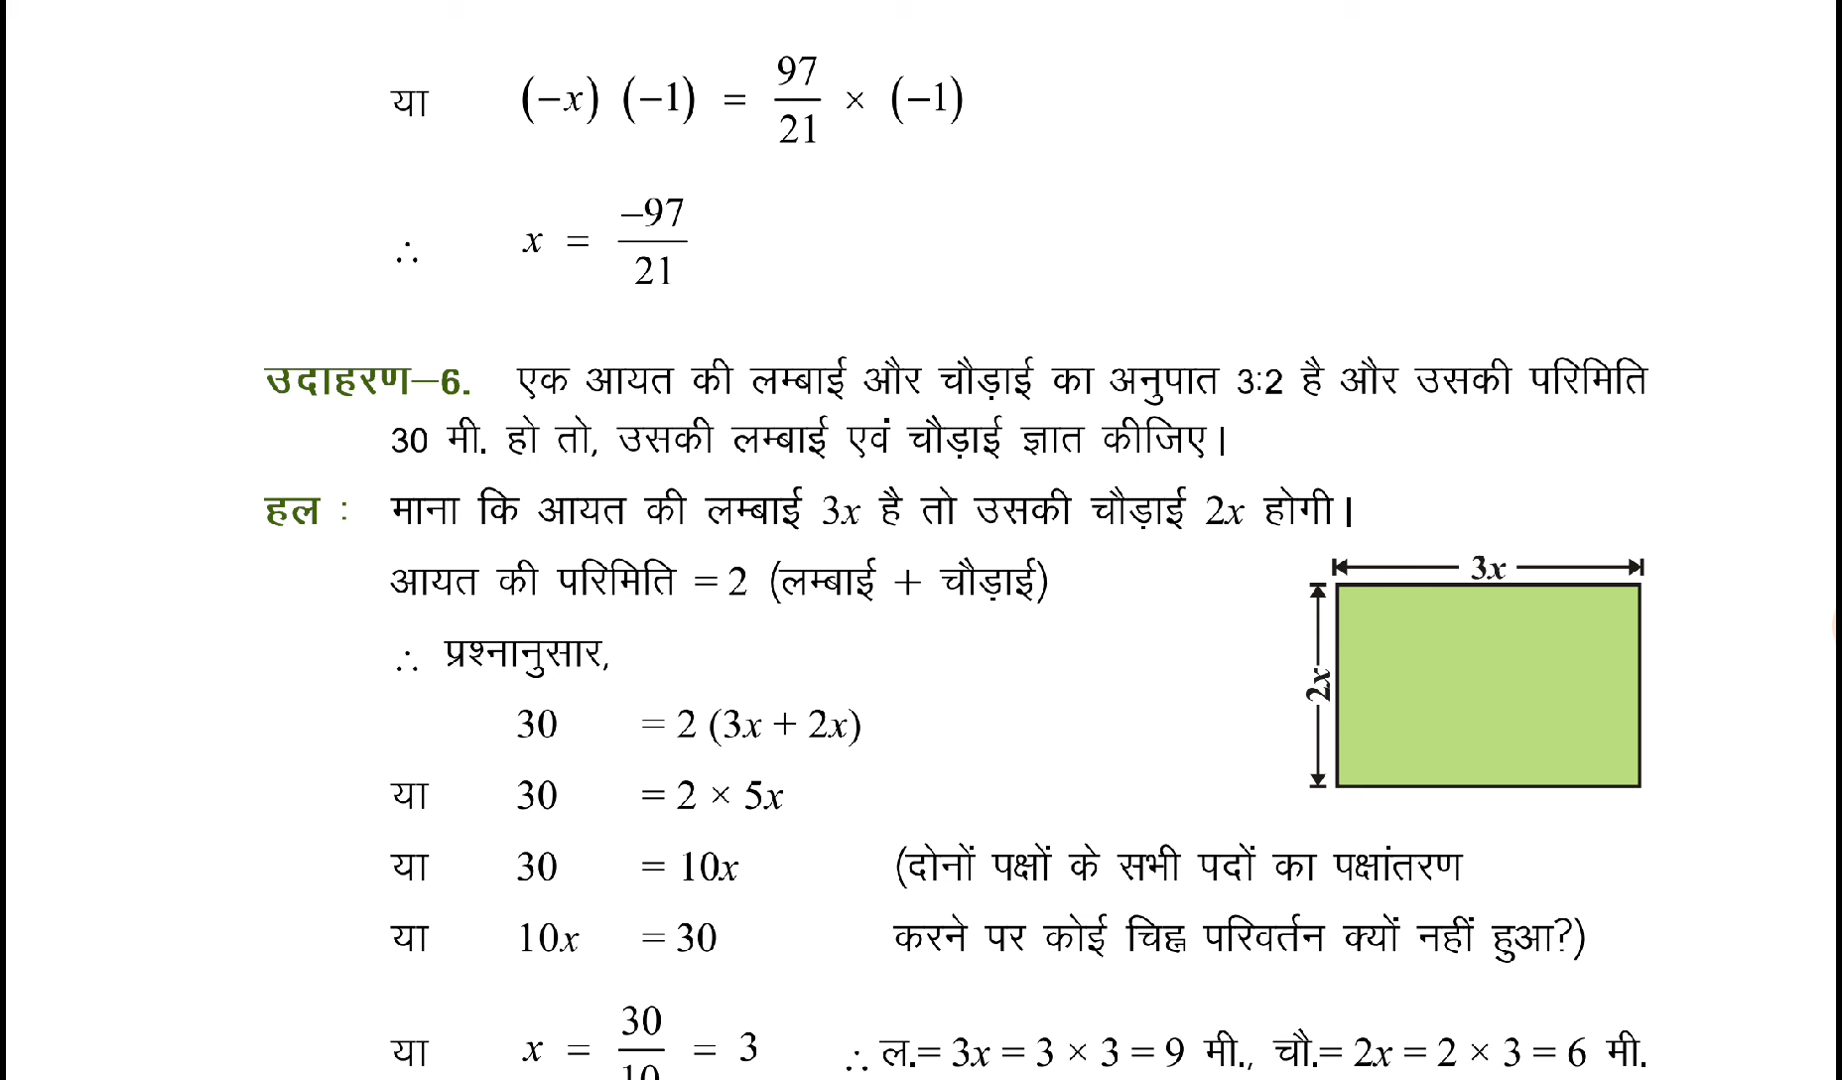 या (−x) (−1) = 97/21 × (−1)
∴ x = −97/21
उदाहरण–6. एक आयत की लम्बाई और चौड़ाई का अनुपात 3:2 है और उसकी परिमिति
30 मी. हो तो, उसकी लम्बाई एवं चौड़ाई ज्ञात कीजिए।
हल : माना कि आयत की लम्बाई 3x है तो उसकी चौड़ाई 2x होगी।
आयत की परिमिति = 2 (लम्बाई + चौड़ाई)
3x
2x
∴ प्रश्नानुसार,
30 = 2 (3x + 2x)
या 30 = 2 × 5x
या 30 = 10x (दोनों पक्षों के सभी पदों का पक्षांतरण
या 10x = 30 करने पर कोई चिह्न परिवर्तन क्यों नहीं हुआ?)
या x = 30/10 = 3 ∴ ल.= 3x = 3 × 3 = 9 मी., चौ.= 2x = 2 × 3 = 6 मी.